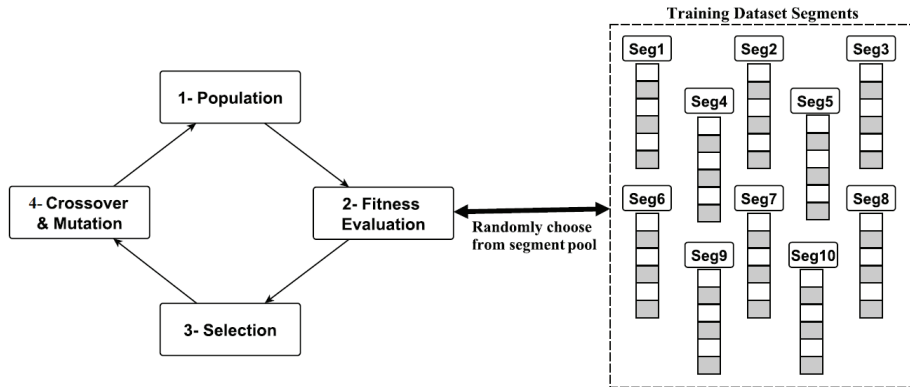 Training Dataset Segments
Seg1
Seg2
Seg3
Seg4
Seg5
Seg6
Seg7
Seg8
Seg9
Seg10
1- Population
2- Fitness
Evaluation
Randomly choose
from segment pool
3- Selection
4- Crossover
& Mutation